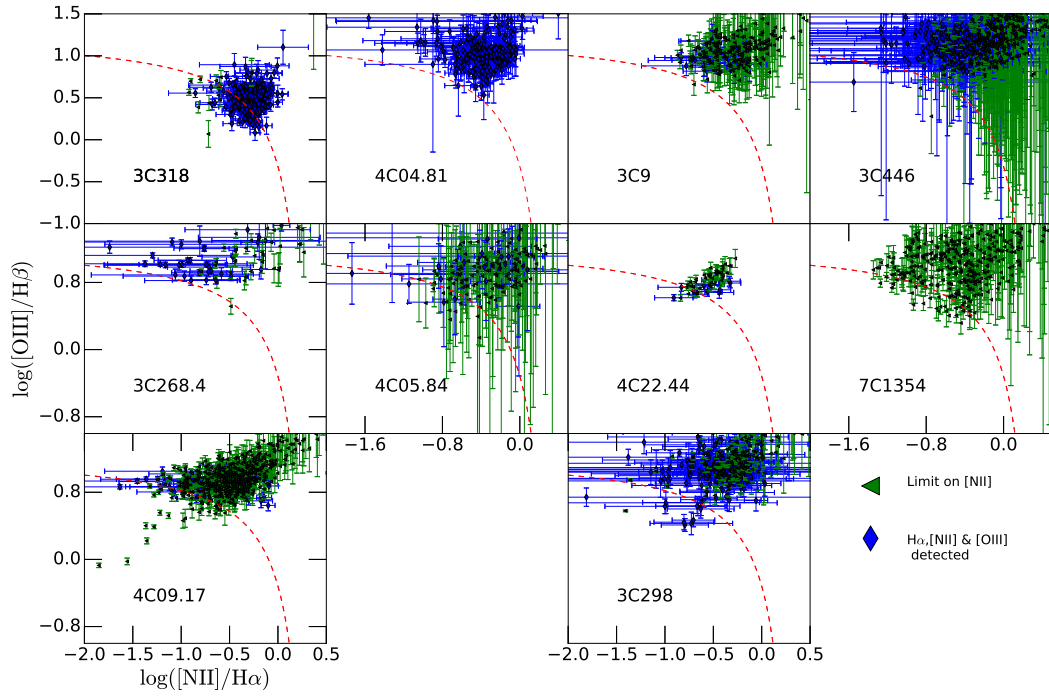 1.5
1.0
0.5
0.0
−0.5
−1.0
3C318
4C04.81
3C9
3C446
log([OIII]/Hβ)
1.0
0.8
0.0
−0.8
3C268.4
4C05.84
4C22.44
7C1354
−1.6 −0.8 0.0
−1.6 −0.8 0.0
0.8
0.0
−0.8
4C09.17
3C298
Limit on [NII]
Hα,[NII] & [OIII]
detected
−2.0 −1.5 −1.0 −0.5 0.0 0.5
−2.0 −1.5 −1.0 −0.5 0.0 0.5
log([NII]/Hα)